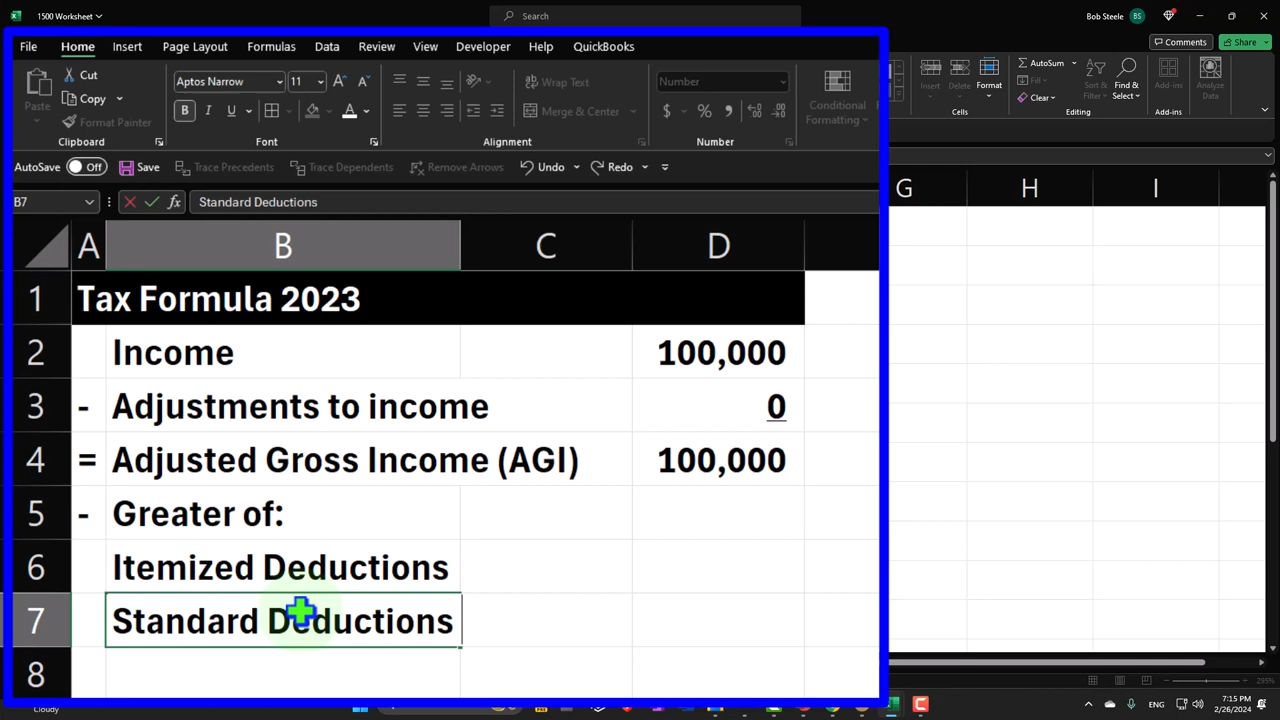 1500 Worksheet
Search
Bob Steele BS
File Home Insert Page Layout Formulas Data Review View Developer Help QuickBooks
Comments Share
Paste Cut Copy Format Painter
Clipboard
Aptos Narrow 11
B I U A
Font
Wrap Text
Merge & Center
Alignment
Number
$ % ,
Number
Conditional Formatting
Insert Delete Format
Cells
AutoSum
Fill
Clear
Sort & Filter
Find & Select
Editing
Add-ins
Add-ins
Analyze Data
AutoSave Off Save Trace Precedents Trace Dependents Remove Arrows Undo Redo
B7 fx Standard Deductions
A B C D G H I
1 Tax Formula 2023
2 Income 100,000
3 - Adjustments to income 0
4 = Adjusted Gross Income (AGI) 100,000
5 - Greater of:
6 Itemized Deductions
7 Standard Deductions
8
295%
Cloudy
ENG
7:15 PM
2/26/2024